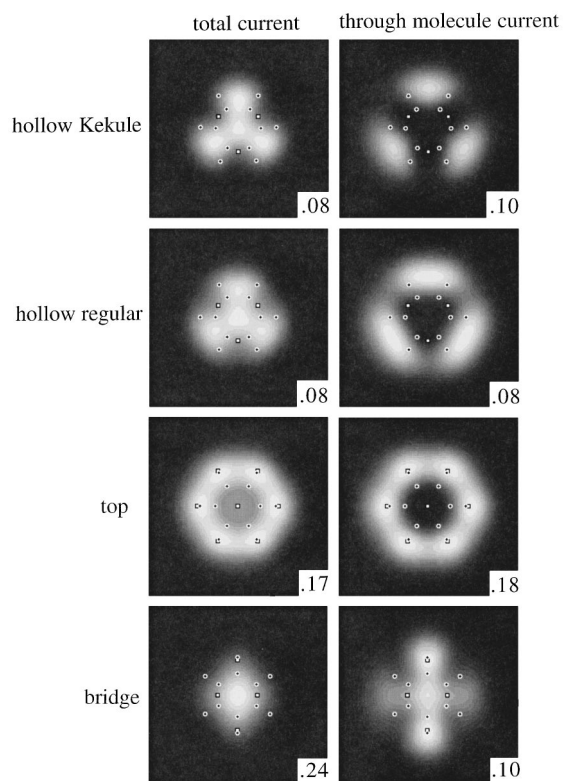 total current
through molecule current
hollow Kekule
.08
.10
hollow regular
.08
.08
top
.17
.18
bridge
.24
.10